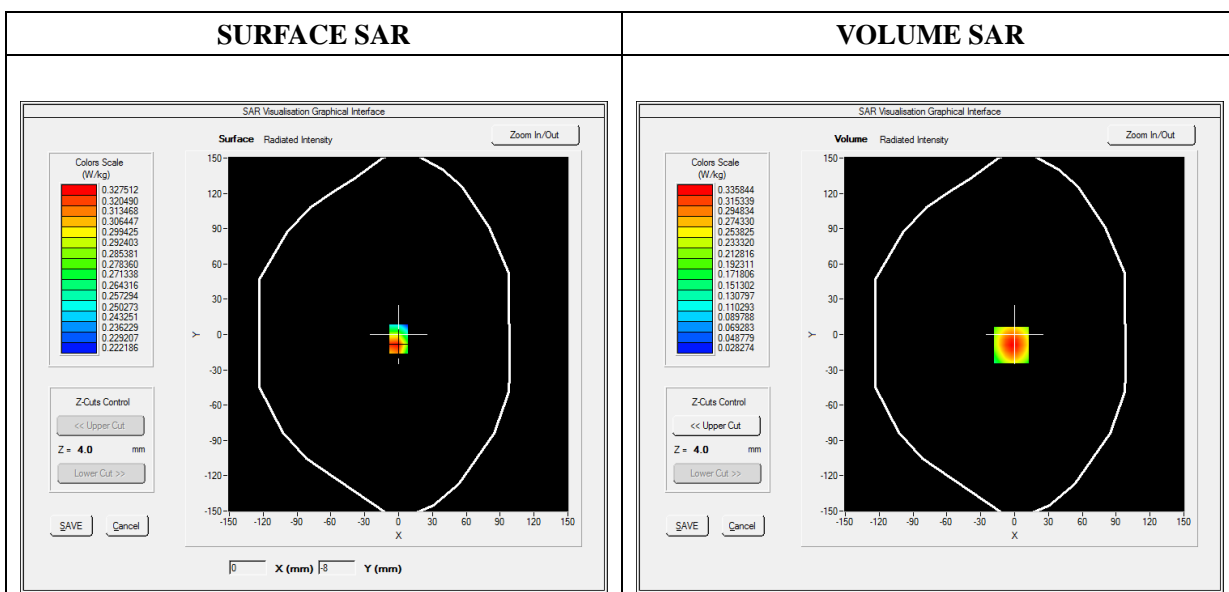 SURFACE SAR
SAR Visualisation Graphical Interface
Surface Radiated Intensity
Zoom In/Out
Colors Scale
(W/kg)
0.327512
0.320490
0.313468
0.306447
0.299425
0.292403
0.285381
0.278360
0.271338
0.264316
0.257294
0.250273
0.243251
0.236229
0.229207
0.222186
Z-Cuts Control
<< Upper Cut
Z = 4.0 mm
Lower Cut >>
SAVE Cancel
150
120
90
60
30
0
-30
-60
-90
-120
-150
Y
-150 -120 -90 -60 -30 0 30 60 90 120 150
X
0 X (mm) -8 Y (mm)
VOLUME SAR
SAR Visualisation Graphical Interface
Volume Radiated Intensity
Zoom In/Out
Colors Scale
(W/kg)
0.335844
0.315339
0.294834
0.274330
0.253825
0.233320
0.212816
0.192311
0.171806
0.151302
0.130797
0.110293
0.089788
0.069283
0.048779
0.028274
Z-Cuts Control
<< Upper Cut
Z = 4.0 mm
Lower Cut >>
SAVE Cancel
150
120
90
60
30
0
-30
-60
-90
-120
-150
Y
-150 -120 -90 -60 -30 0 30 60 90 120 150
X